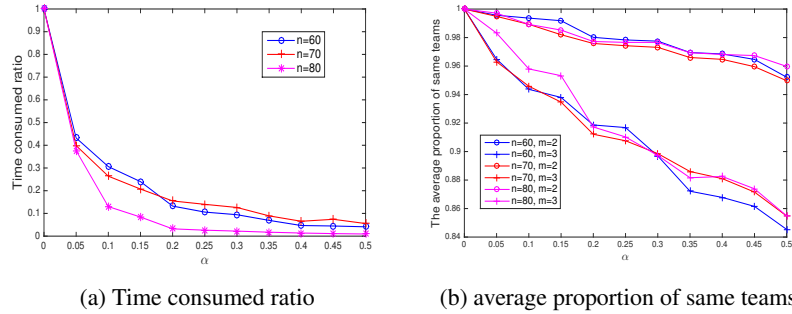 1
0.9
0.8
0.7
0.6
0.5
0.4
0.3
0.2
0.1
0
Time consumed ratio
0 0.05 0.1 0.15 0.2 0.25 0.3 0.35 0.4 0.45 0.5
α
n=60
n=70
n=80
(a) Time consumed ratio
1
0.98
0.96
0.94
0.92
0.9
0.88
0.86
0.84
The average proportion of same teams
0 0.05 0.1 0.15 0.2 0.25 0.3 0.35 0.4 0.45 0.5
α
n=60, m=2
n=60, m=3
n=70, m=2
n=70, m=3
n=80, m=2
n=80, m=3
(b) average proportion of same teams